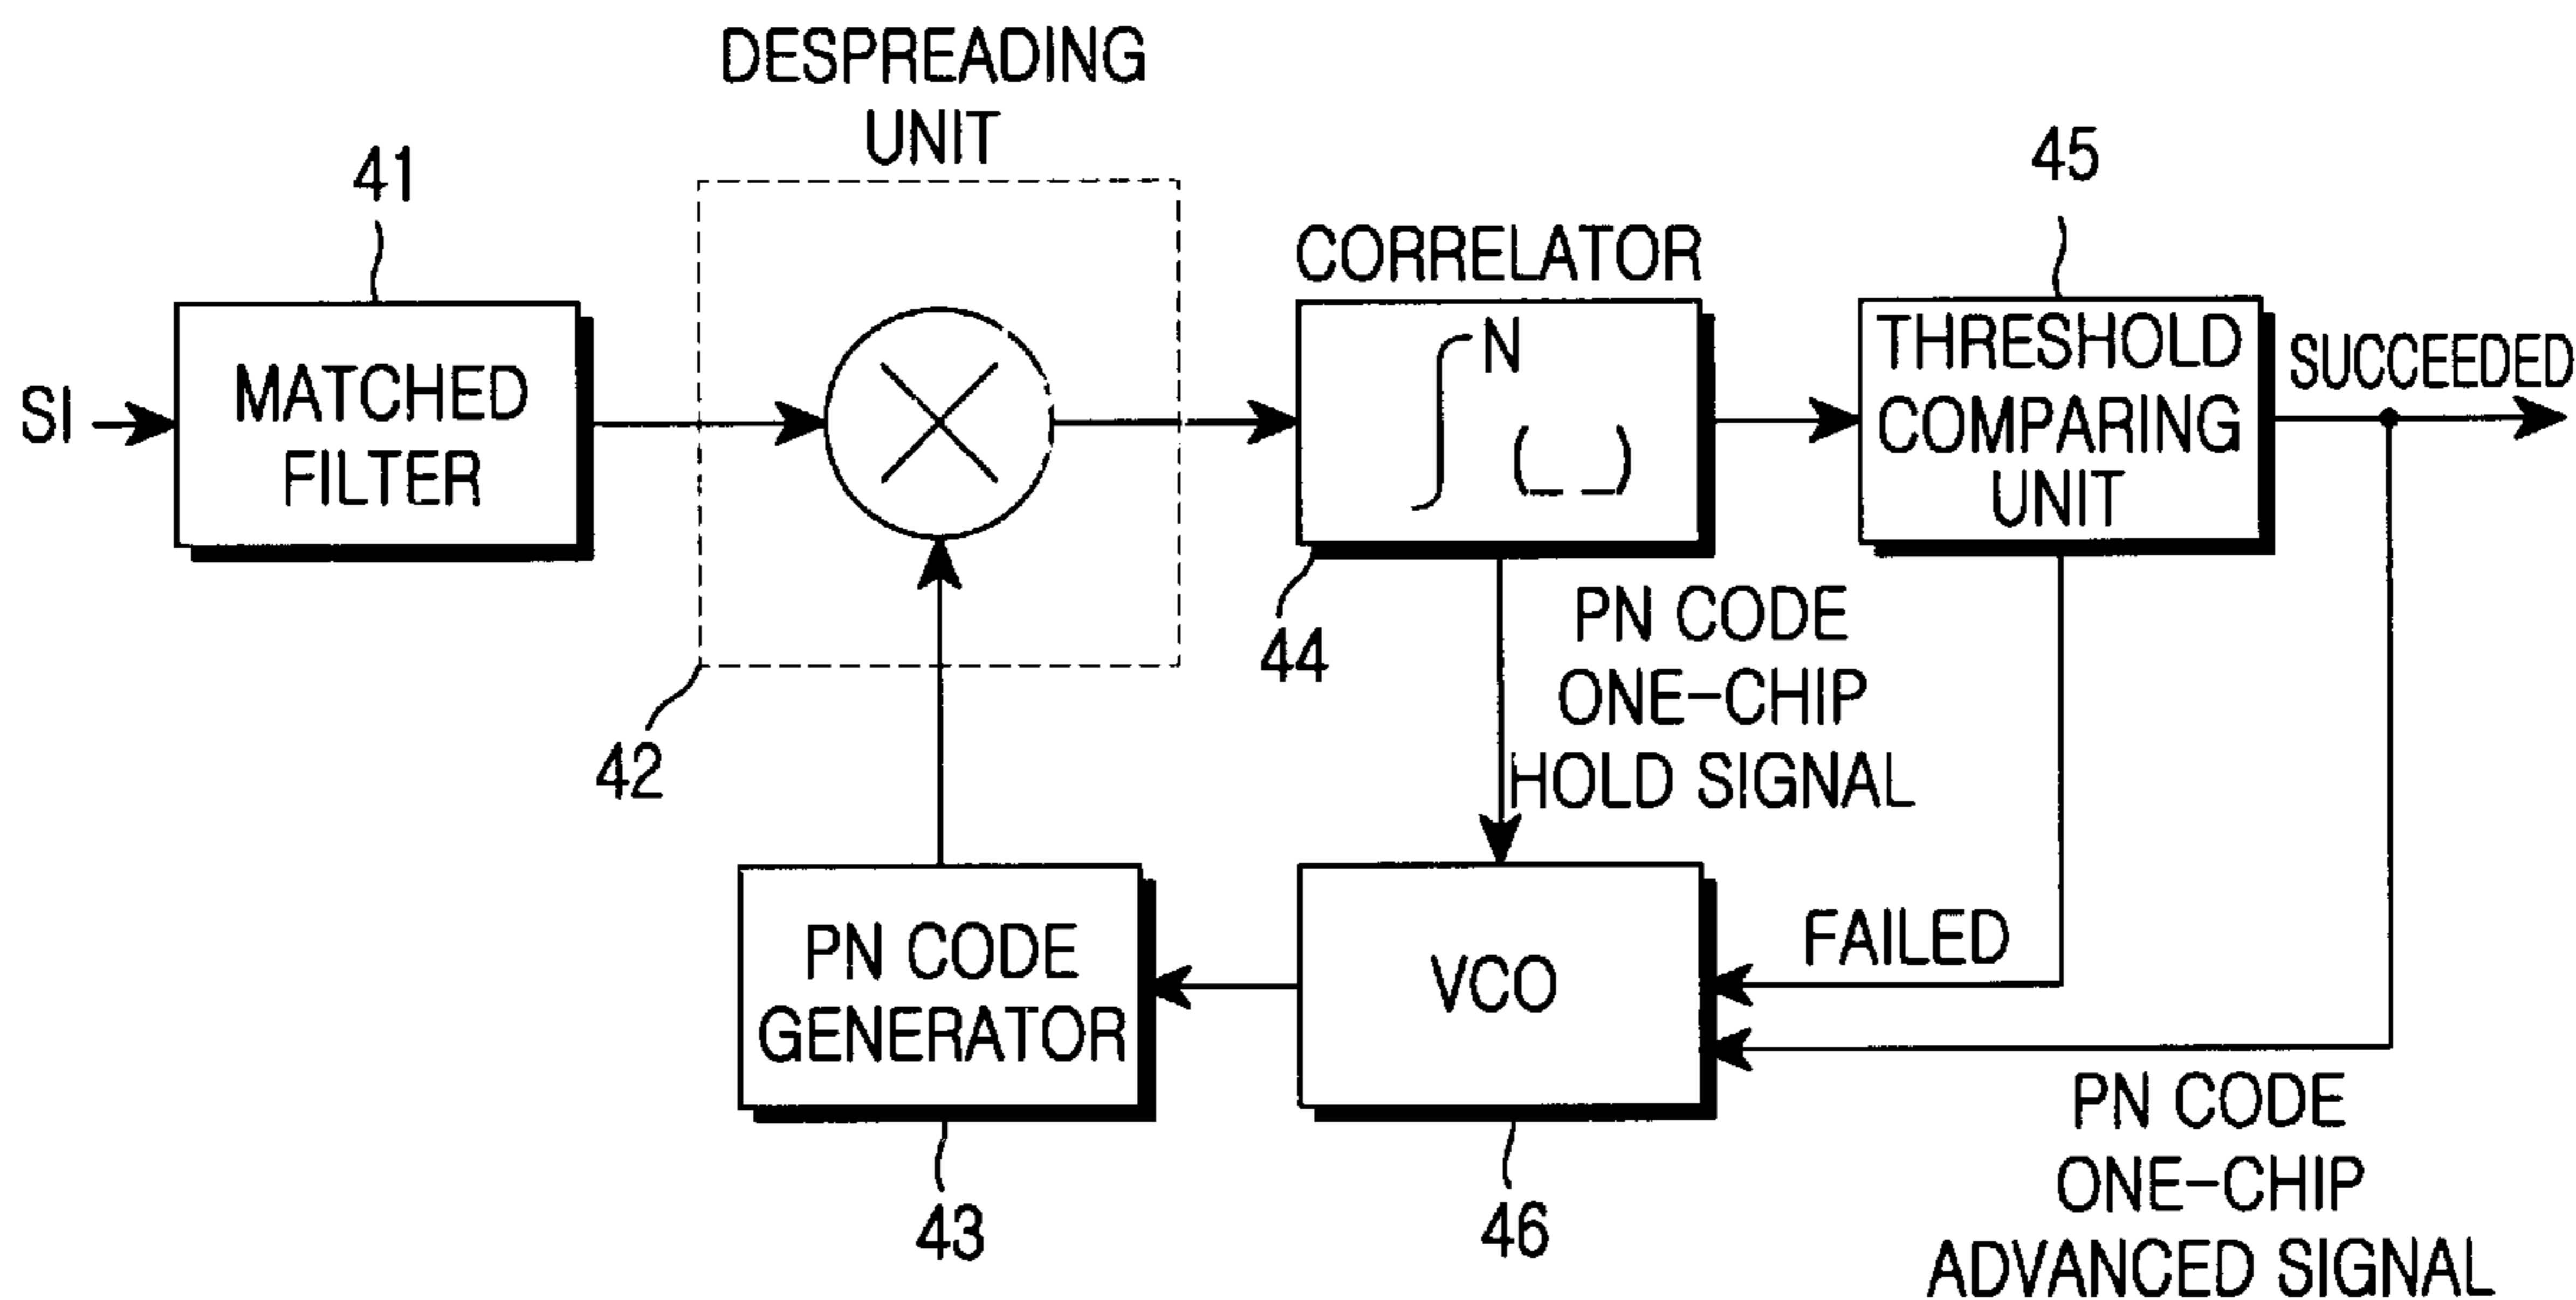 DESPREADING
UNIT
41
45
CORRELATOR
SI
MATCHED
FILTER
N
(_ _)
THRESHOLD
COMPARING
UNIT
SUCCEEDED
42
44
PN CODE
ONE-CHIP
HOLD SIGNAL
PN CODE
GENERATOR
VCO
FAILED
43
46
PN CODE
ONE-CHIP
ADVANCED SIGNAL